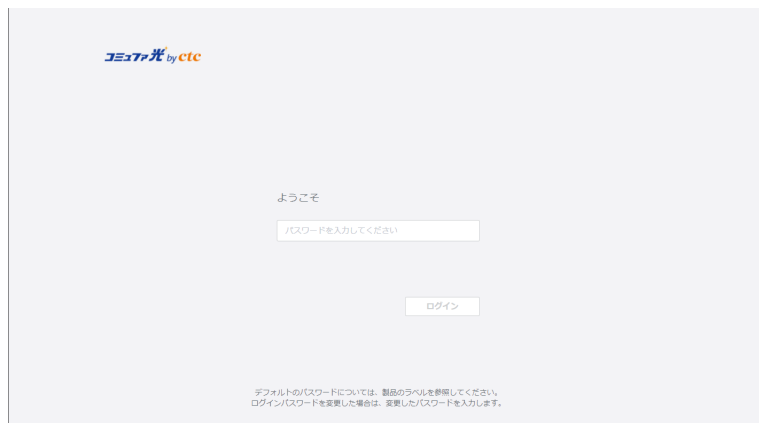 コミュファ光 by ctc
ようこそ
パスワードを入力してください
ログイン
デフォルトのパスワードについては、製品のラベルを参照してください。
ログインパスワードを変更した場合は、変更したパスワードを入力します。